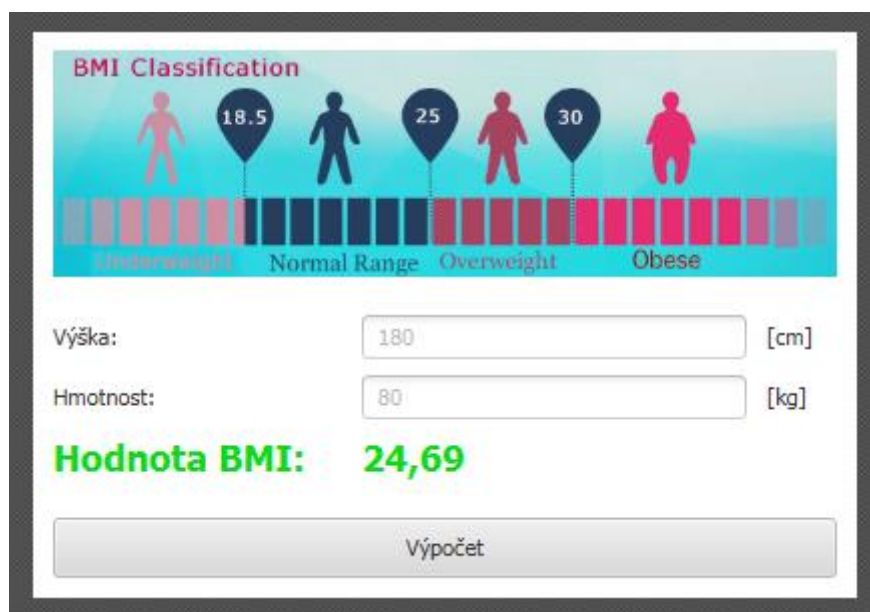 BMI Classification
18.5 25 30
Underweight Normal Range Overweight Obese
Výška: 180 [cm]
Hmotnost: 80 [kg]
Hodnota BMI: 24,69
Výpočet